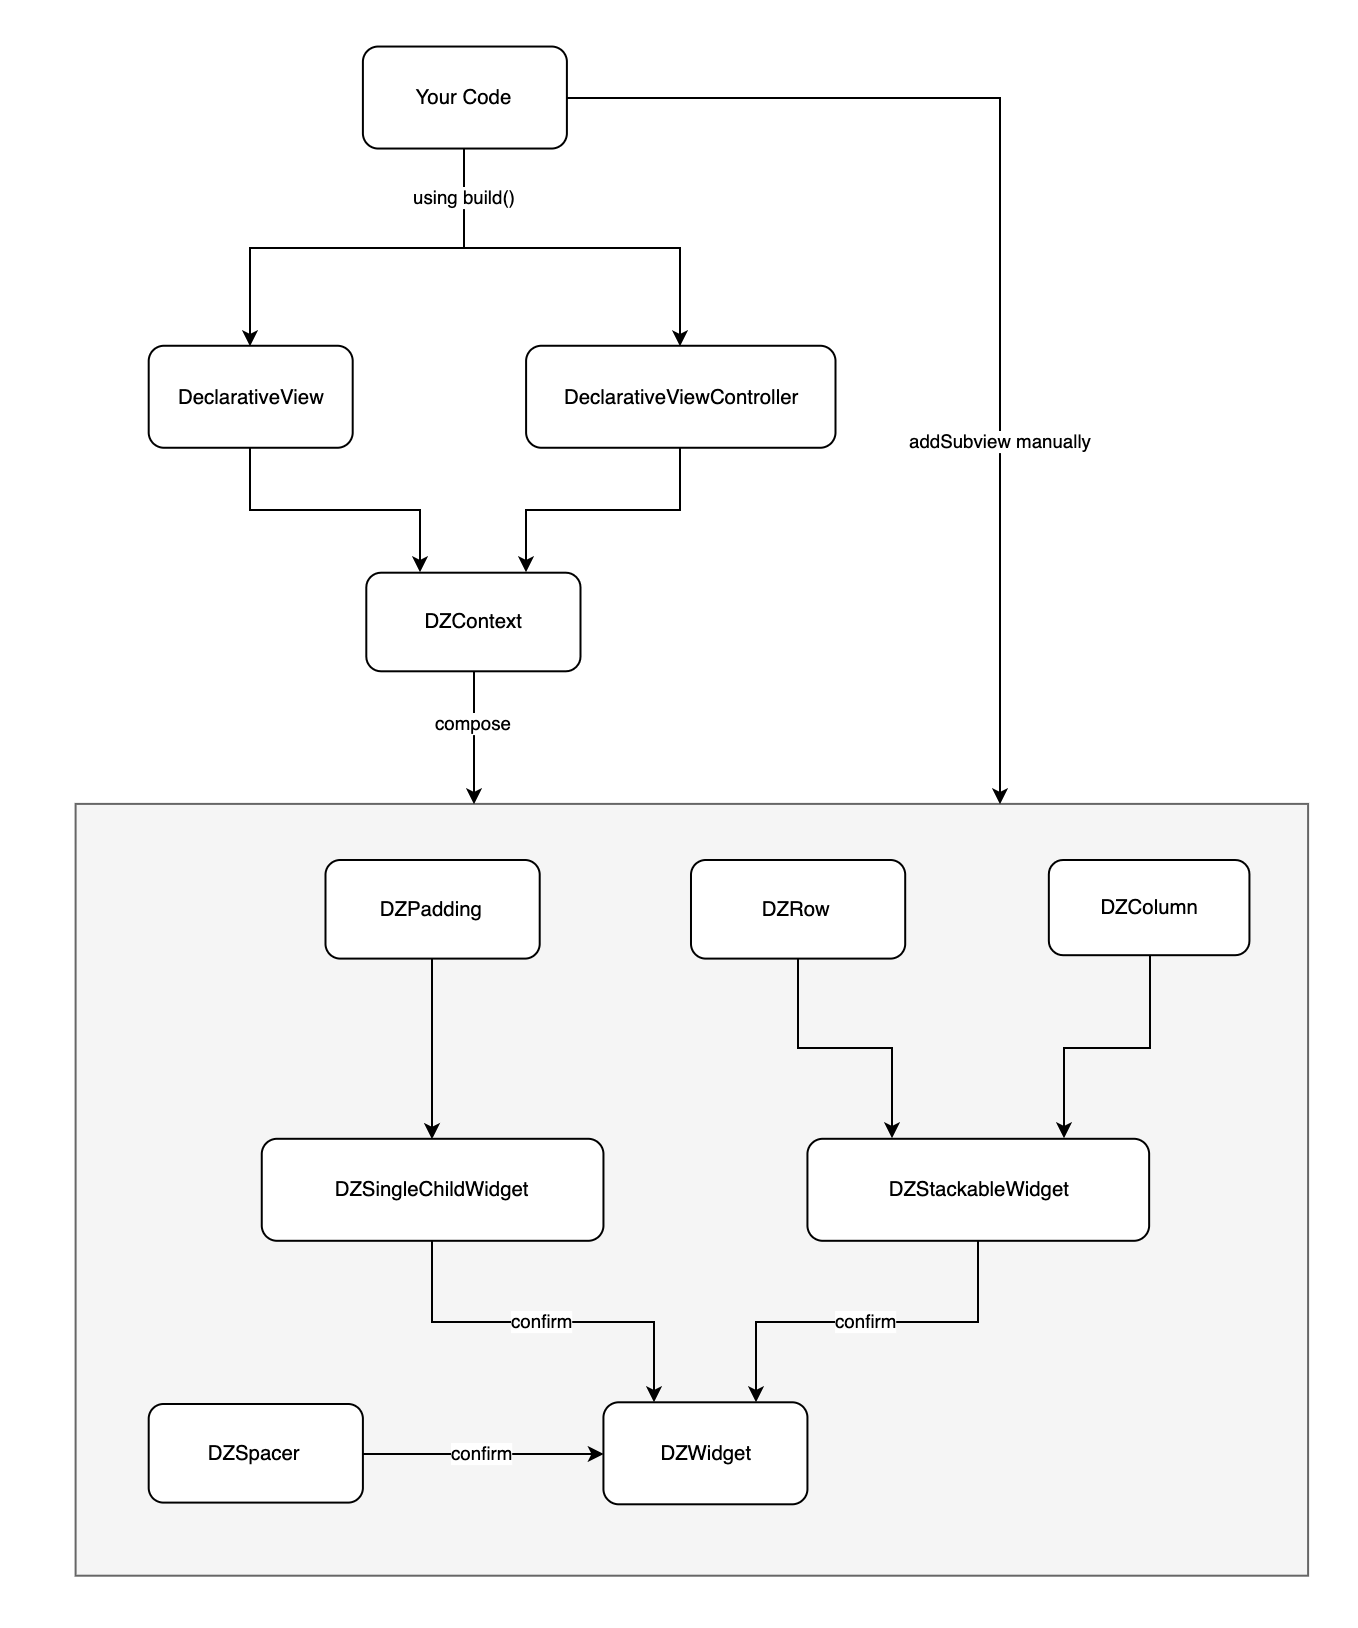 Your Code
using build()
DeclarativeView
DeclarativeViewController
addSubview manually
DZContext
compose
DZPadding
DZRow
DZColumn
DZSingleChildWidget
DZStackableWidget
confirm
confirm
DZSpacer
confirm
DZWidget